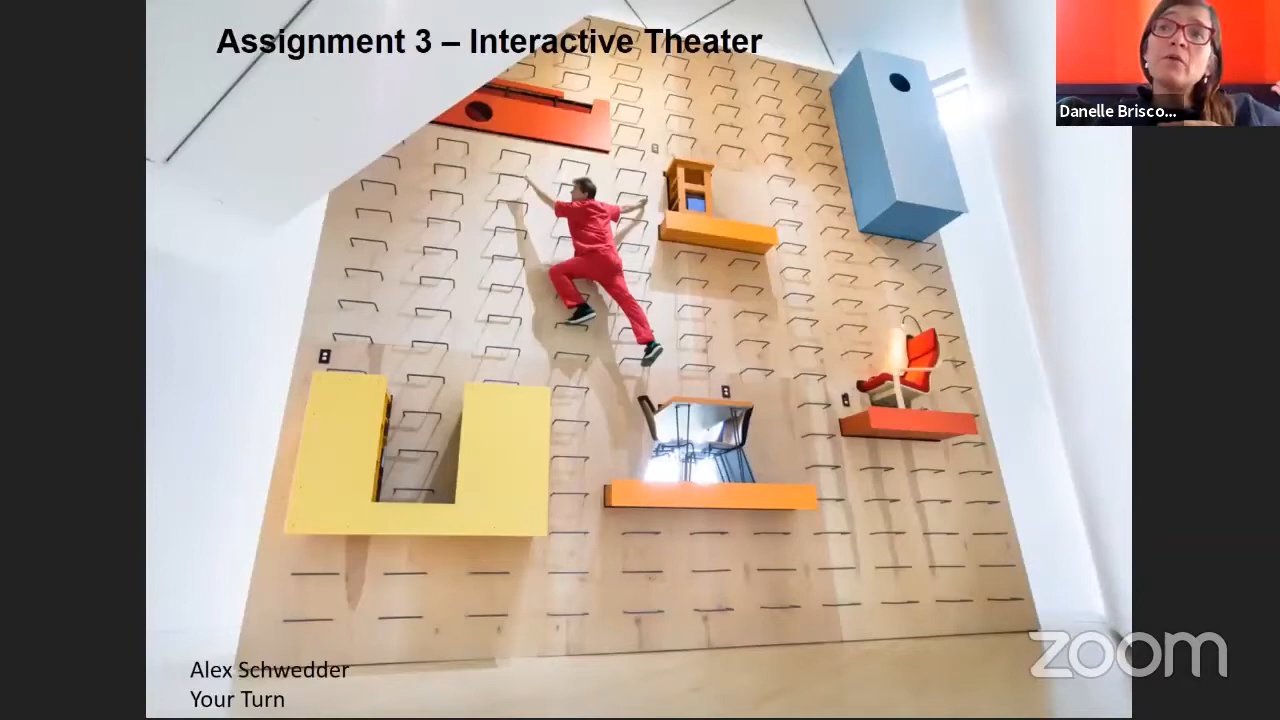 Assignment 3 – Interactive Theater
Danelle Brisco...
Alex Schwedder
Your Turn
zoom